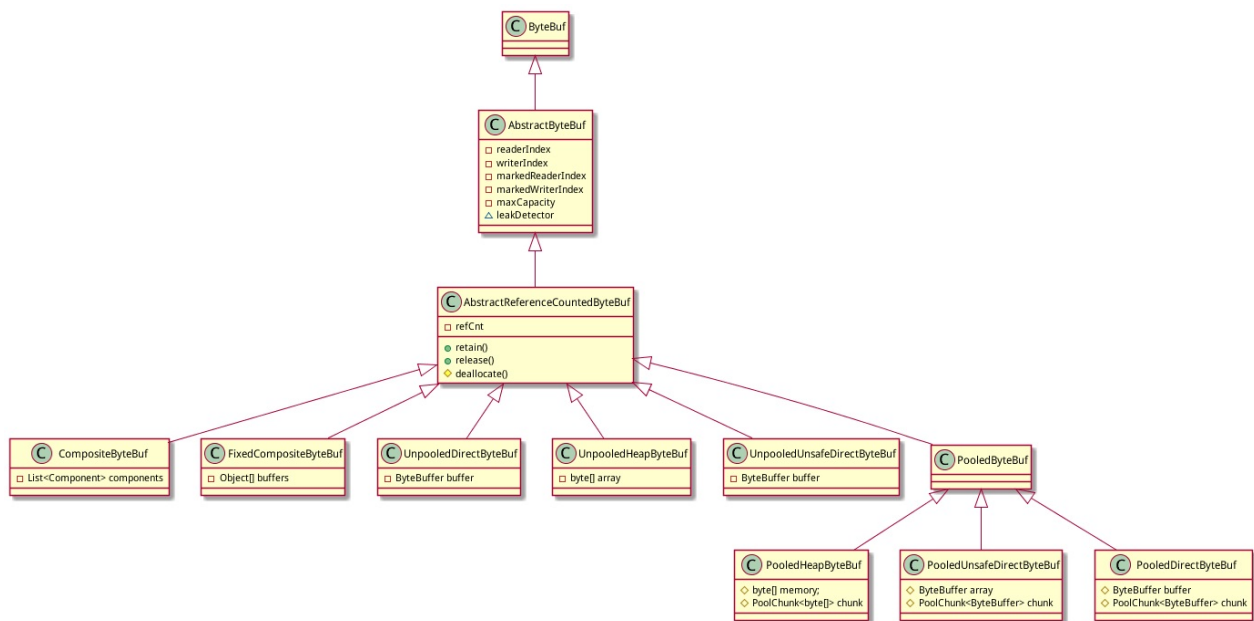 C ByteBuf
C AbstractByteBuf
readerIndex
writerIndex
markedReaderIndex
markedWriterIndex
maxCapacity
leakDetector
C AbstractReferenceCountedByteBuf
refCnt
retain()
release()
deallocate()
C CompositeByteBuf
List<Component> components
C FixedCompositeByteBuf
Object[] buffers
C UnpooledDirectByteBuf
ByteBuffer buffer
C UnpooledHeapByteBuf
byte[] array
C UnpooledUnsafeDirectByteBuf
ByteBuffer buffer
C PooledByteBuf
C PooledHeapByteBuf
byte[] memory;
PoolChunk<byte[]> chunk
C PooledUnsafeDirectByteBuf
ByteBuffer array
PoolChunk<ByteBuffer> chunk
C PooledDirectByteBuf
ByteBuffer buffer
PoolChunk<ByteBuffer> chunk